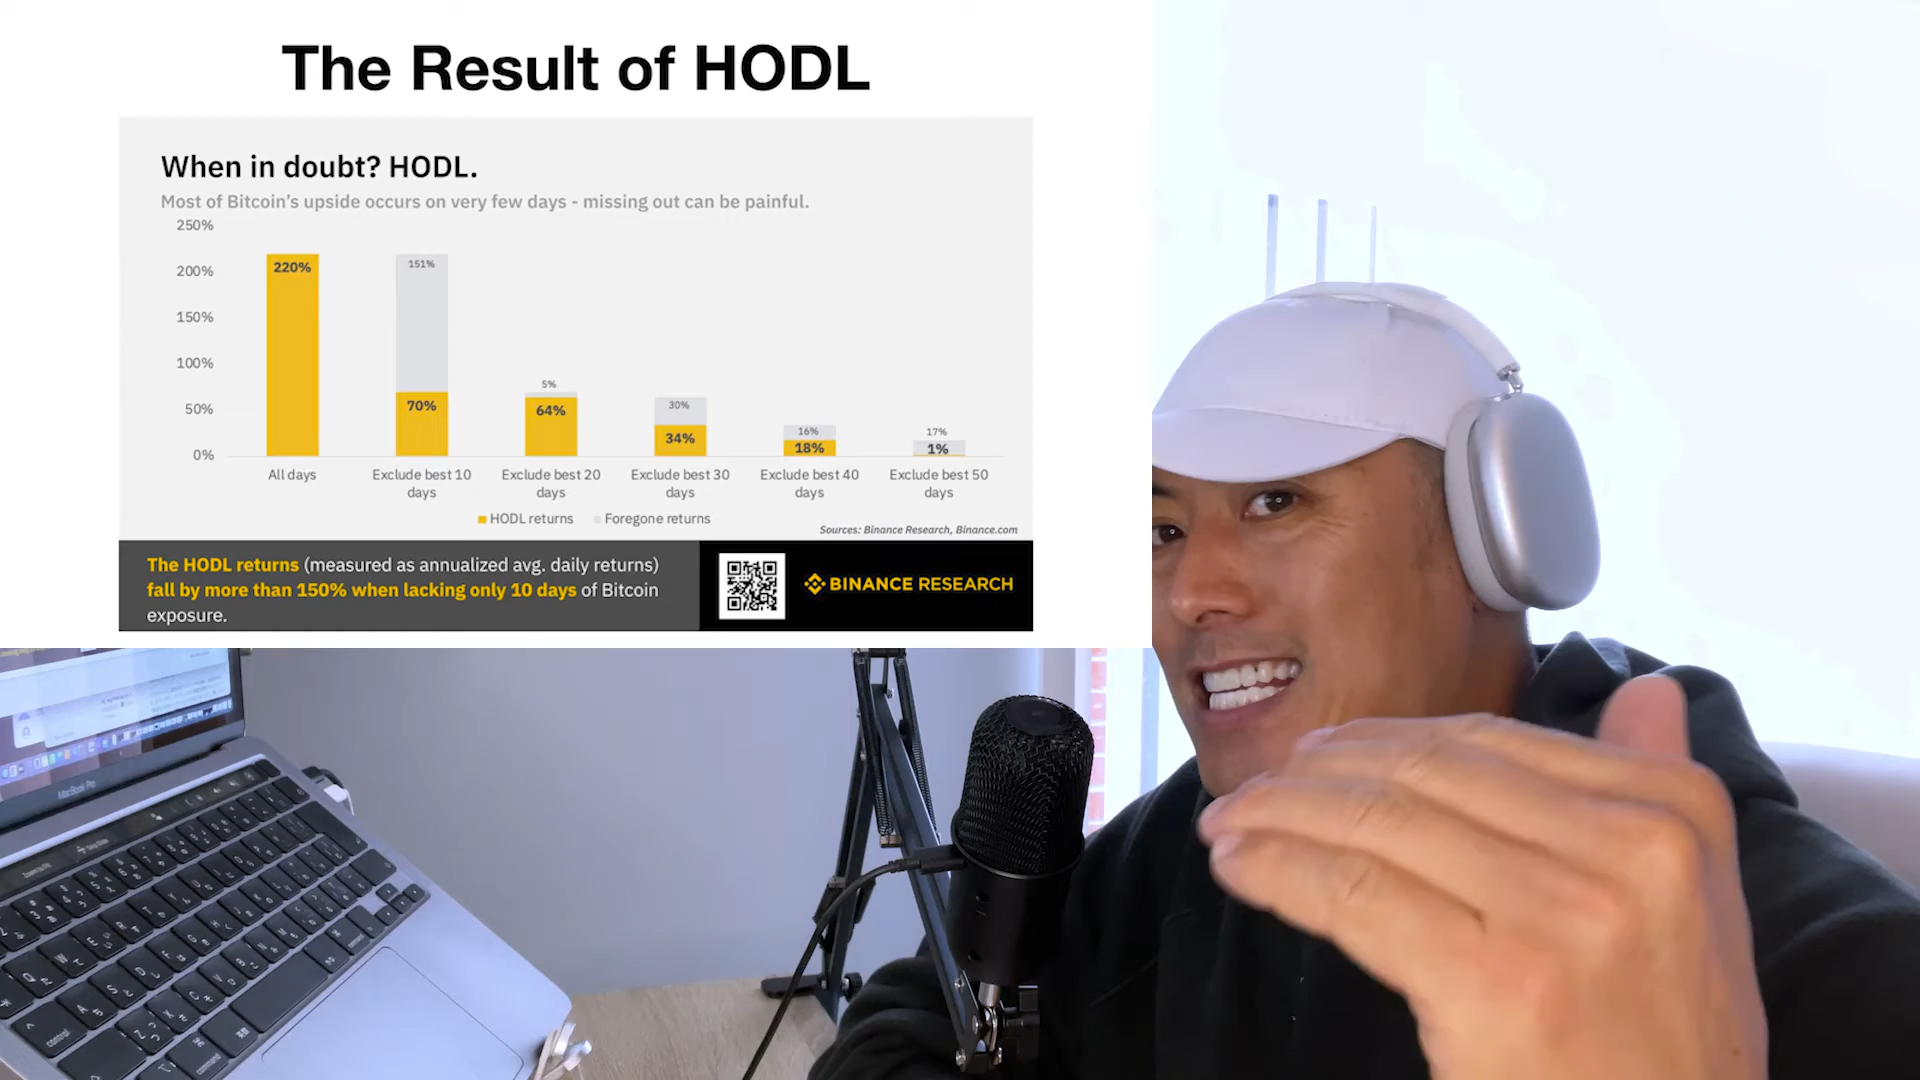 The Result of HODL
When in doubt? HODL.
Most of Bitcoin's upside occurs on very few days - missing out can be painful.
250%
200%
150%
100%
50%
0%
220%
151%
70%
5%
64%
30%
34%
16%
18%
17%
1%
All days
Exclude best 10
days
Exclude best 20
days
Exclude best 30
days
Exclude best 40
days
Exclude best 50
days
HODL returns
Foregone returns
Sources: Binance Research, Binance.com
The HODL returns (measured as annualized avg. daily returns)
fall by more than 150% when lacking only 10 days of Bitcoin
exposure.
BINANCE RESEARCH
MacBook Pro
control
command